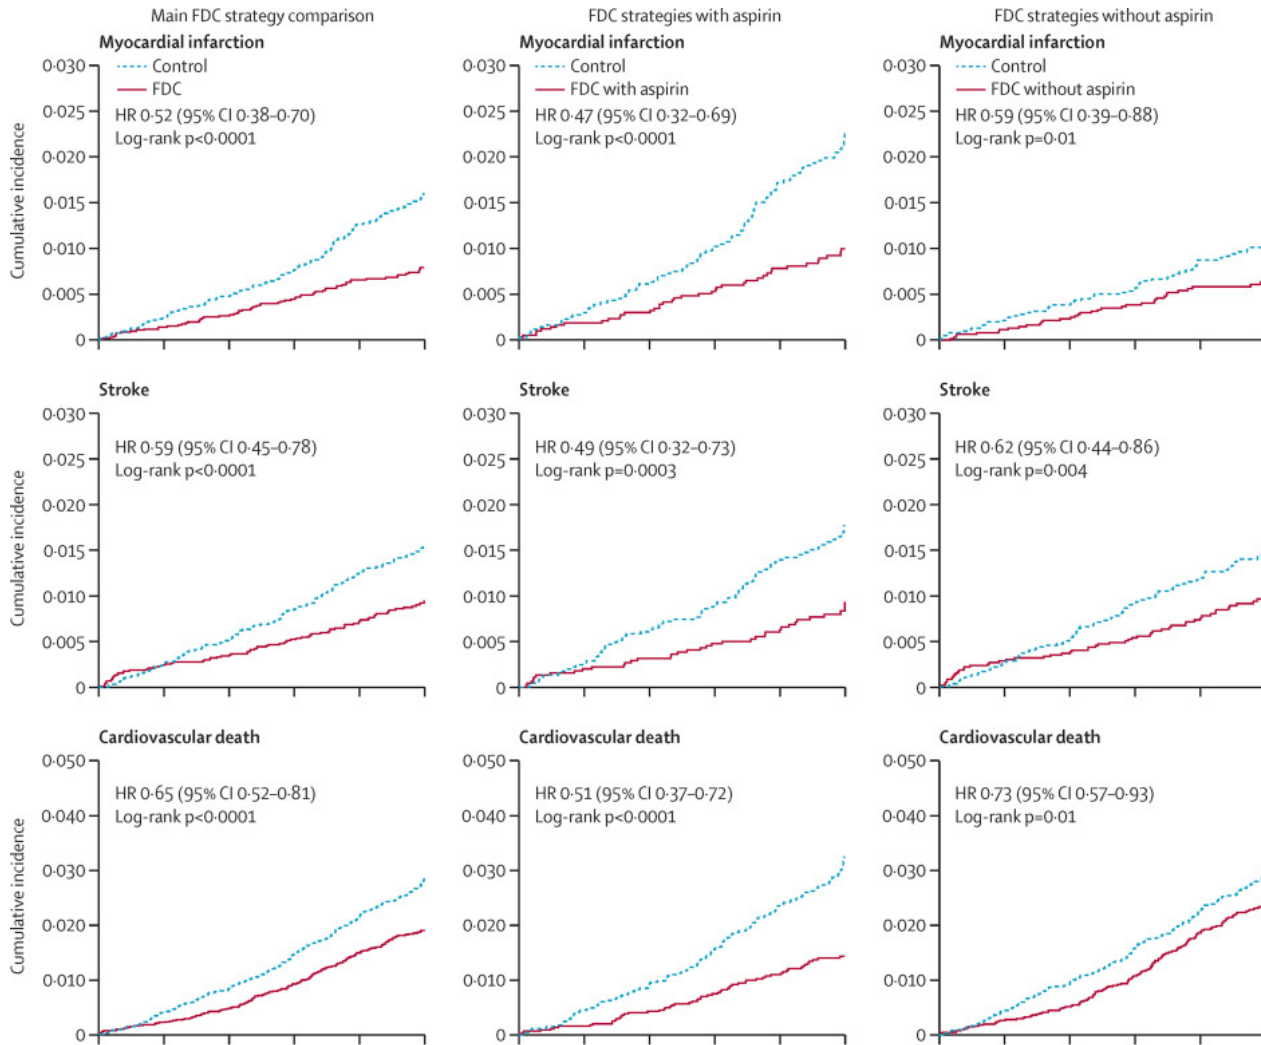 Main FDC strategy comparison
Myocardial infarction
0·030
0·025
0·020
0·015
0·010
0·005
0
Cumulative incidence
Control
FDC
HR 0·52 (95% CI 0·38–0·70)
Log-rank p<0·0001
FDC strategies with aspirin
Myocardial infarction
0·030
0·025
0·020
0·015
0·010
0·005
0
Control
FDC with aspirin
HR 0·47 (95% CI 0·32–0·69)
Log-rank p<0·0001
FDC strategies without aspirin
Myocardial infarction
0·030
0·025
0·020
0·015
0·010
0·005
0
Control
FDC without aspirin
HR 0·59 (95% CI 0·39–0·88)
Log-rank p=0·01
Stroke
0·030
0·025
0·020
0·015
0·010
0·005
0
Cumulative incidence
HR 0·59 (95% CI 0·45–0·78)
Log-rank p<0·0001
Stroke
0·030
0·025
0·020
0·015
0·010
0·005
0
HR 0·49 (95% CI 0·32–0·73)
Log-rank p=0·0003
Stroke
0·030
0·025
0·020
0·015
0·010
0·005
0
HR 0·62 (95% CI 0·44–0·86)
Log-rank p=0·004
Cardiovascular death
0·050
0·040
0·030
0·020
0·010
0
Cumulative incidence
HR 0·65 (95% CI 0·52–0·81)
Log-rank p<0·0001
Cardiovascular death
0·050
0·040
0·030
0·020
0·010
0
HR 0·51 (95% CI 0·37–0·72)
Log-rank p<0·0001
Cardiovascular death
0·050
0·040
0·030
0·020
0·010
0
HR 0·73 (95% CI 0·57–0·93)
Log-rank p=0·01